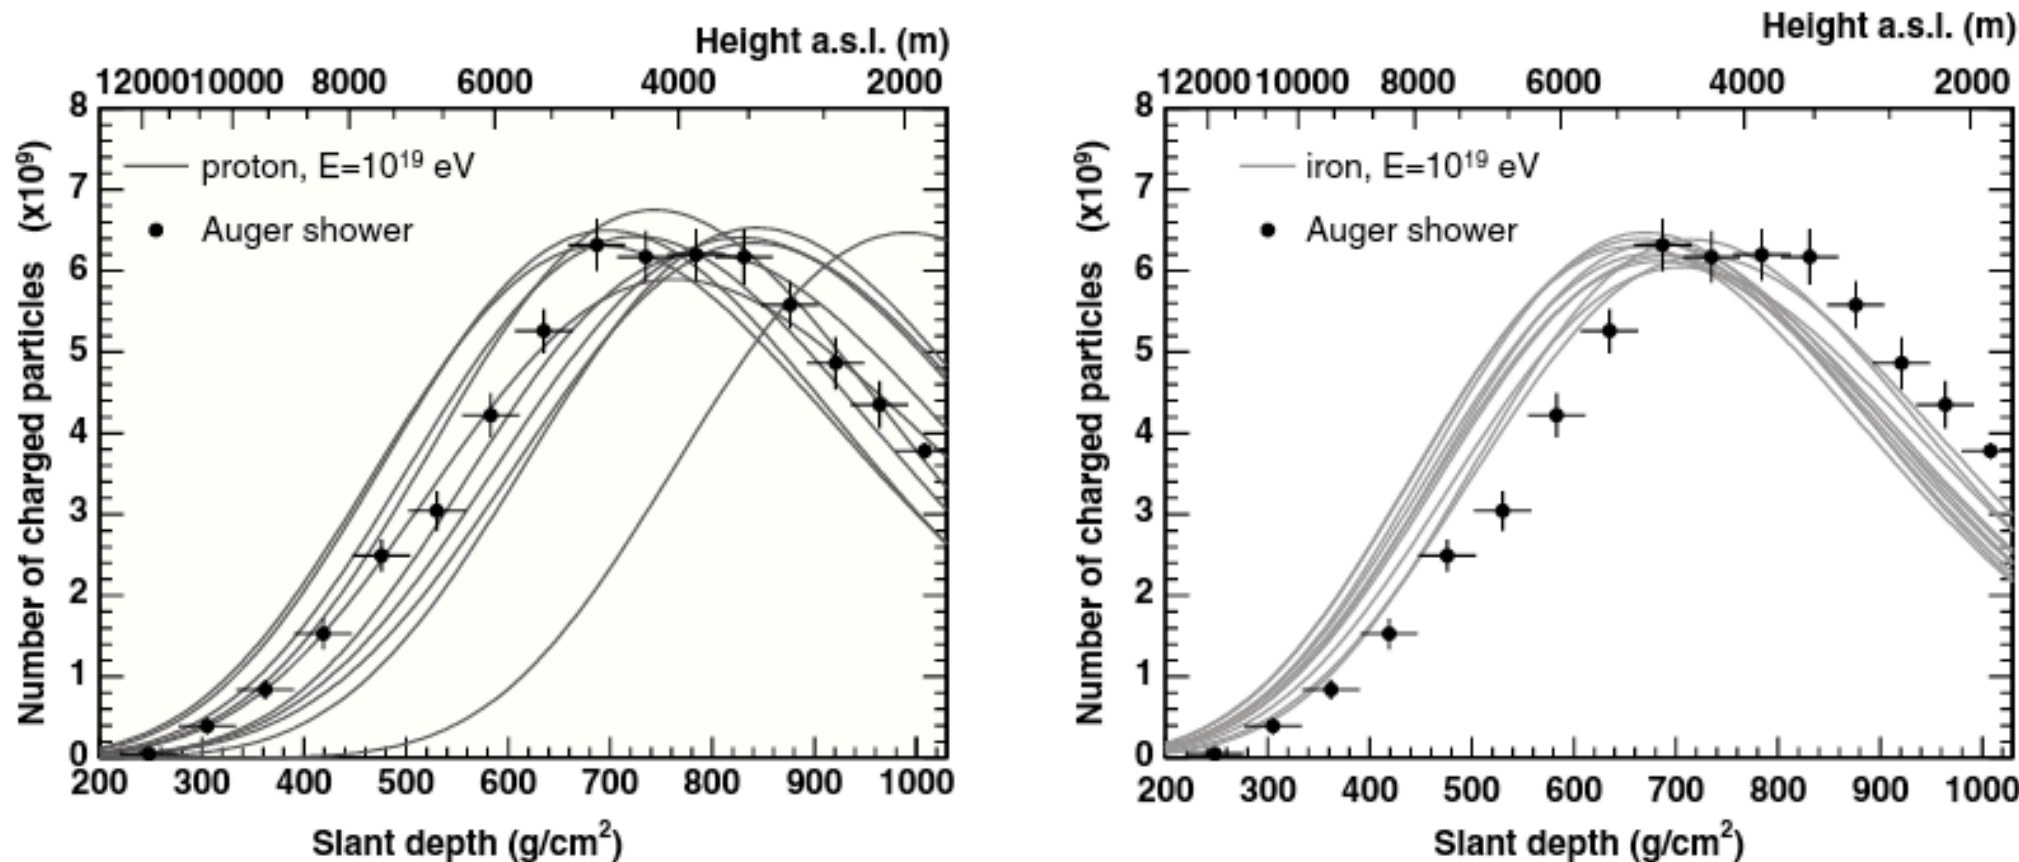 Height a.s.l. (m)
12000 10000 8000 6000 4000 2000
8
7
6
5
4
3
2
1
0
Number of charged particles (x10⁹)
proton, E=10¹⁹ eV
Auger shower
200 300 400 500 600 700 800 900 1000
Slant depth (g/cm²)
Height a.s.l. (m)
12000 10000 8000 6000 4000 2000
8
7
6
5
4
3
2
1
0
Number of charged particles (x10⁹)
iron, E=10¹⁹ eV
Auger shower
200 300 400 500 600 700 800 900 1000
Slant depth (g/cm²)